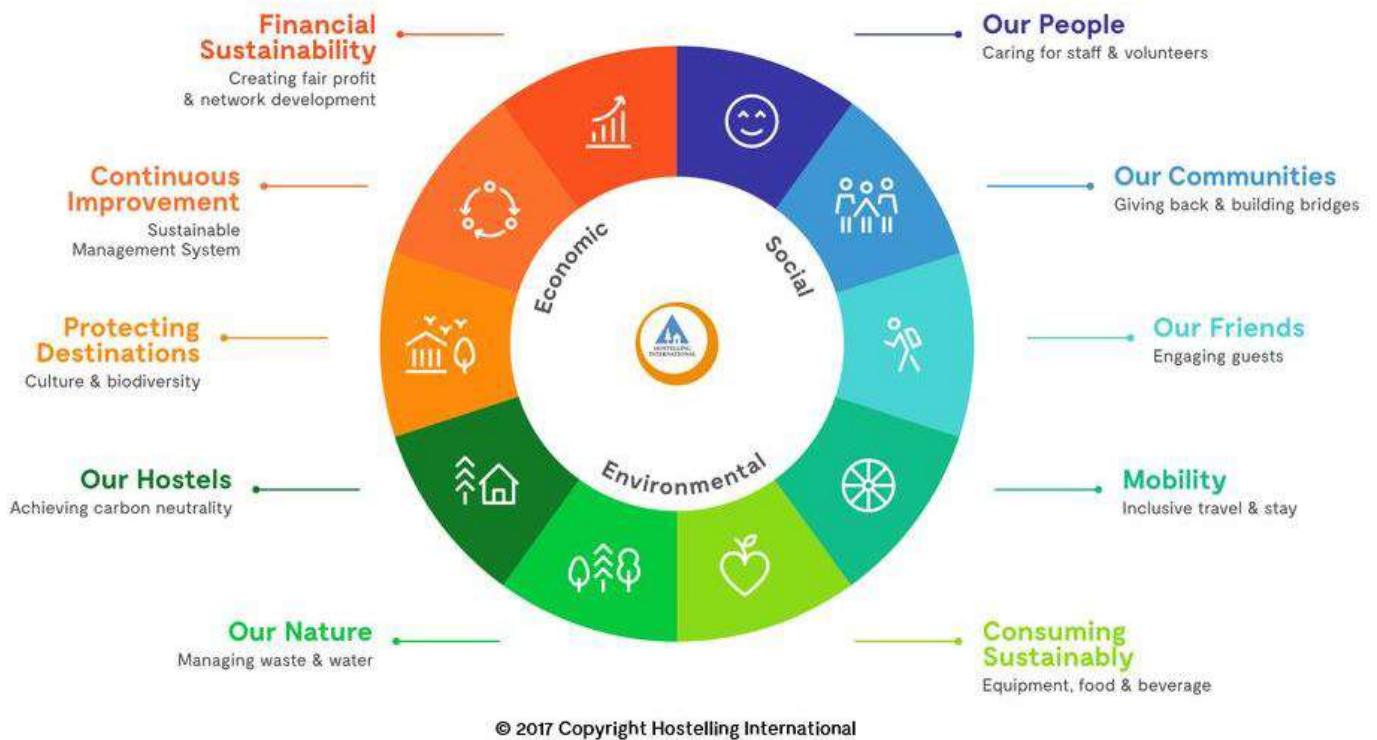 Financial
Sustainability
Creating fair profit
& network development
Our People
Caring for staff & volunteers
Continuous
Improvement
Sustainable
Management System
Our Communities
Giving back & building bridges
Economic
Social
Protecting
Destinations
Culture & biodiversity
HOSTELLING
INTERNATIONAL
Our Friends
Engaging guests
Environmental
Our Hostels
Achieving carbon neutrality
Mobility
Inclusive travel & stay
Our Nature
Managing waste & water
Consuming
Sustainably
Equipment, food & beverage
© 2017 Copyright Hostelling International